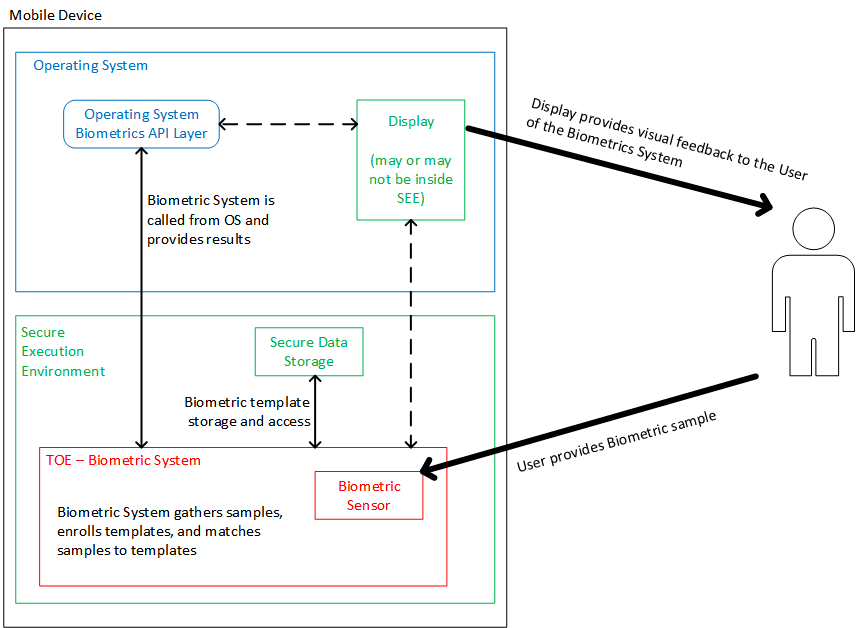 Mobile Device
Operating System
Operating System
Biometrics API Layer
Display
(may or may
not be inside
SEE)
Display provides visual feedback to the User
of the Biometrics System
Biometric System is
called from OS and
provides results
Secure
Execution
Environment
Secure Data
Storage
Biometric template
storage and access
User provides Biometric sample
TOE – Biometric System
Biometric
Sensor
Biometric System gathers samples,
enrolls templates, and matches
samples to templates